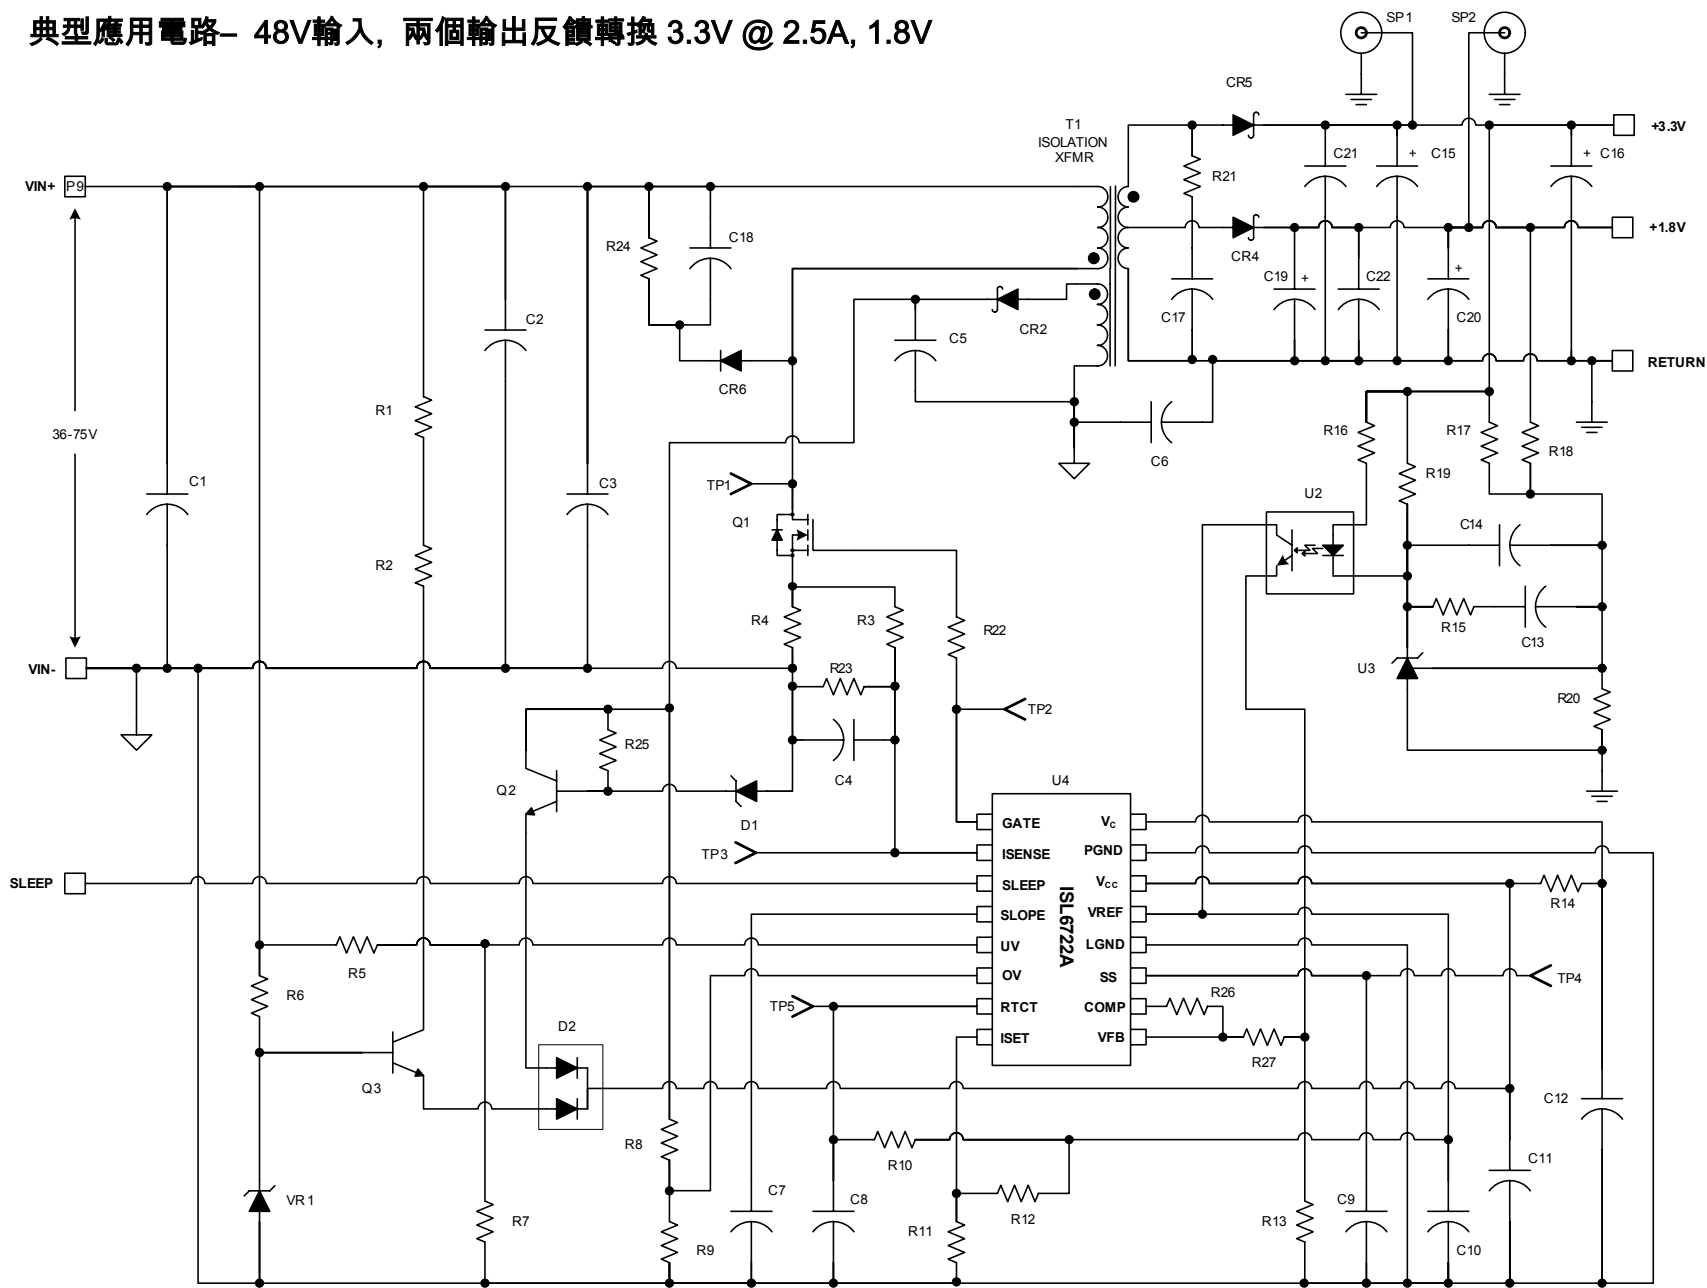 典型應用電路– 48V輸入, 兩個輸出反饋轉換 3.3V @ 2.5A, 1.8V
SP1
SP2
CR5
T1
ISOLATION
XFMR
+3.3V
C21
+ C15
+ C16
R21
VIN+ P9
R24
C18
+1.8V
CR4
C19 +
C22
+
C20
C17
CR2
C5
C2
CR6
RETURN
R1
36-75V
C6
R16
R17
R18
R19
C1
C3
TP1
Q1
U2
C14
R2
R4
R3
R22
R15
C13
VIN-
R23
U3
R20
TP2
R25
C4
Q2
D1
U4
GATE
VC
TP3
ISENSE
PGND
SLEEP
SLEEP
VCC
R14
SLOPE
VREF
ISL6722A
UV
LGND
R5
OV
SS
TP4
R6
TP5
RTCT
COMP
R26
ISET
VFB
R27
D2
Q3
C12
R8
R10
C11
VR1
C7
C8
R12
C9
R7
R9
R11
R13
C10